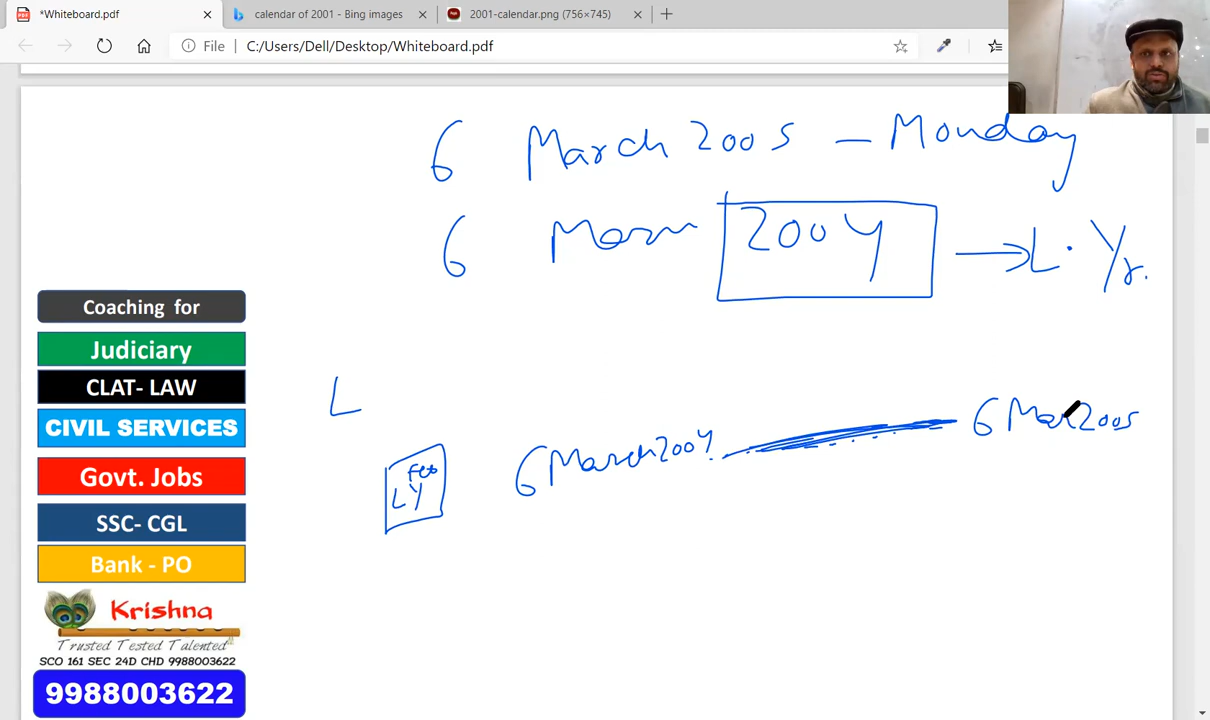 *Whiteboard.pdf
calendar of 2001 - Bing images
2001-calendar.png (756×745)
File
C:/Users/Dell/Desktop/Whiteboard.pdf
6 March 2005 — Monday
6 2004 → L. Yr.
Coaching for
Judiciary
CLAT- LAW
CIVIL SERVICES
Govt. Jobs
SSC- CGL
Bank - PO
Krishna
Trusted Tested Talented
SCO 161 SEC 24D CHD 9988003622
9988003622
L
Feb
LY
6 March 2004
6 Mar 2005